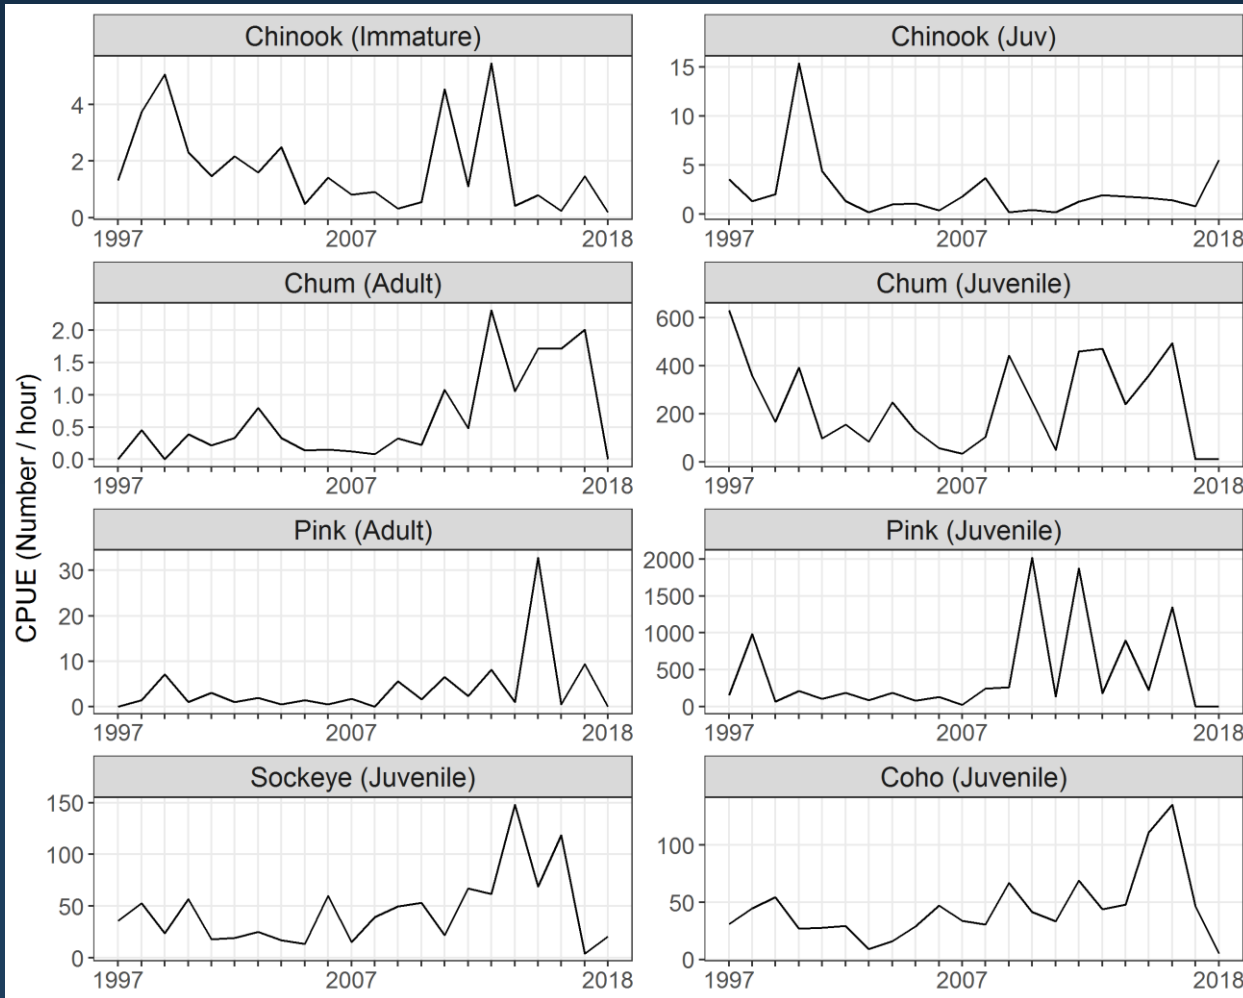 CPUE (Number / hour)
Chinook (Immature)
4
2
0
1997 2007 2018
Chinook (Juv)
15
10
5
0
1997 2007 2018
Chum (Adult)
2.0
1.5
1.0
0.5
0.0
1997 2007 2018
Chum (Juvenile)
600
400
200
0
1997 2007 2018
Pink (Adult)
30
20
10
0
1997 2007 2018
Pink (Juvenile)
2000
1500
1000
500
0
1997 2007 2018
Sockeye (Juvenile)
150
100
50
0
1997 2007 2018
Coho (Juvenile)
100
50
0
1997 2007 2018